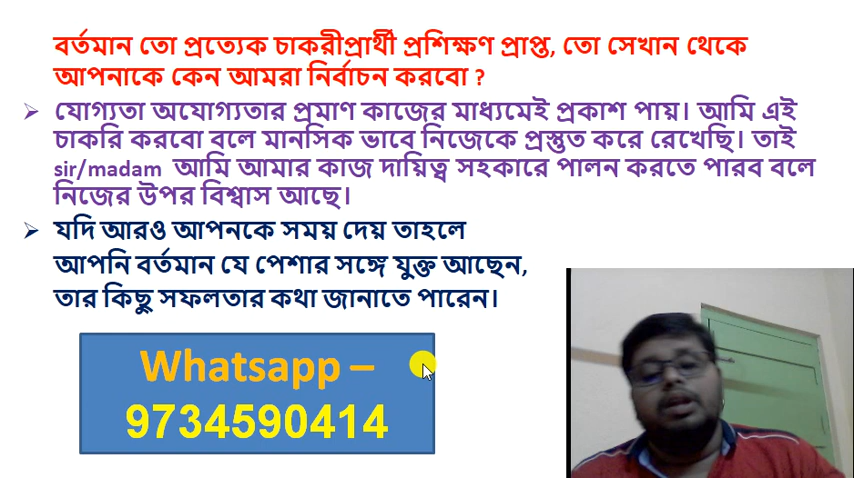 বর্তমান তো প্রত্যেক চাকরীপ্রার্থী প্রশিক্ষণ প্রাপ্ত, তো সেখান থেকে
আপনাকে কেন আমরা নির্বাচন করবো ?
➢ যোগ্যতা অযোগ্যতার প্রমাণ কাজের মাধ্যমেই প্রকাশ পায়। আমি এই
চাকরি করবো বলে মানসিক ভাবে নিজেকে প্রস্তুত করে রেখেছি। তাই
sir/madam আমি আমার কাজ দায়িত্ব সহকারে পালন করতে পারব বলে
নিজের উপর বিশ্বাস আছে।
➢ যদি আরও আপনকে সময় দেয় তাহলে
আপনি বর্তমান যে পেশার সঙ্গে যুক্ত আছেন,
তার কিছু সফলতার কথা জানাতে পারেন।
Whatsapp –
9734590414